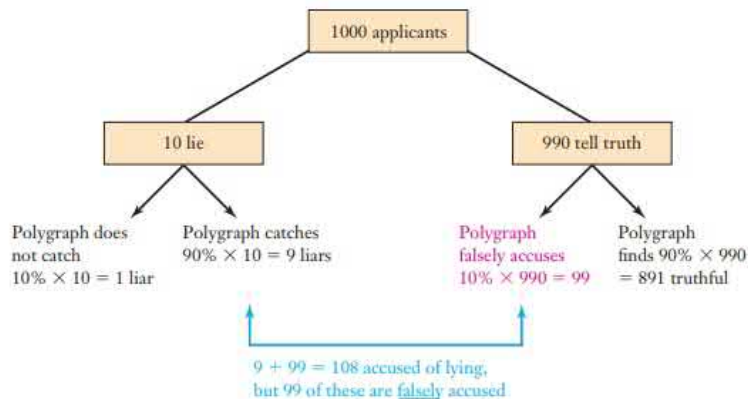 1000 applicants
10 lie
990 tell truth
Polygraph does
not catch
10% × 10 = 1 liar
Polygraph catches
90% × 10 = 9 liars
Polygraph
falsely accuses
10% × 990 = 99
Polygraph
finds 90% × 990
= 891 truthful
9 + 99 = 108 accused of lying,
but 99 of these are falsely accused